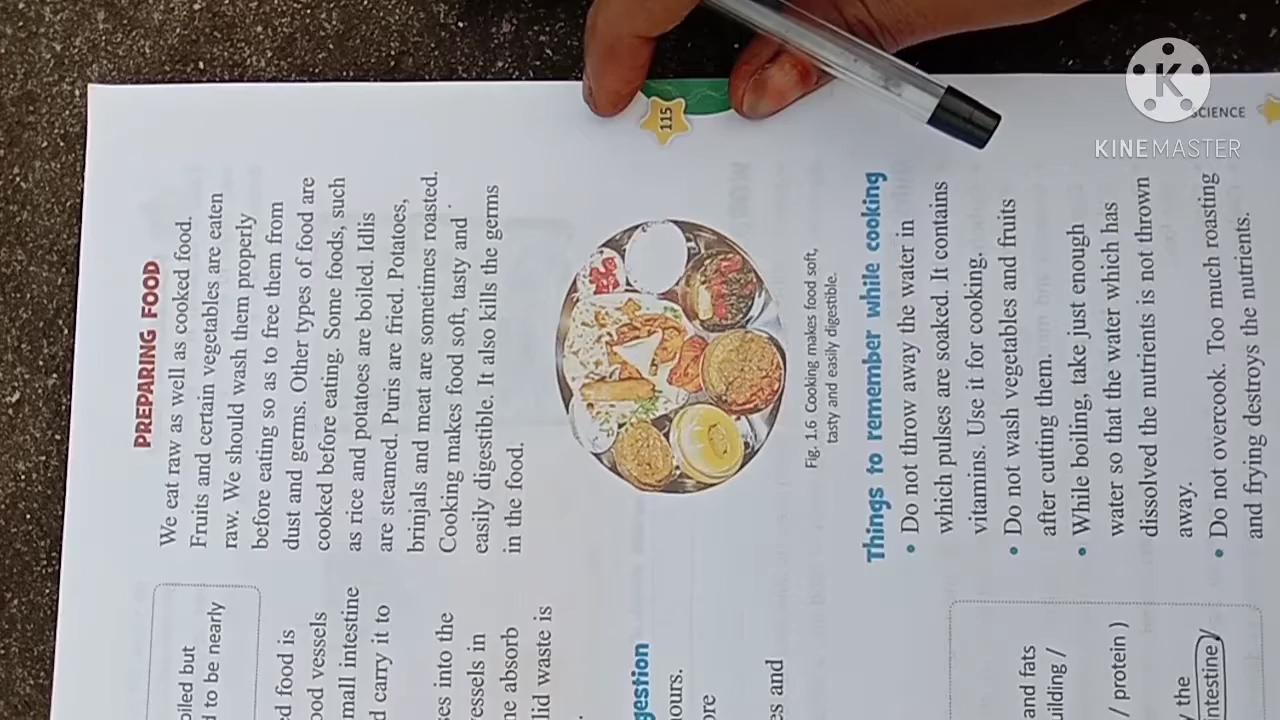 piled but
d to be nearly
ed food is
ood vessels
mall intestine
d carry it to
ses into the
vessels in
ne absorb
lid waste is
gestion
hours.
ore
es and
and fats
uilding /
/ protein )
y the
ntestine /
PREPARING FOOD
We eat raw as well as cooked food.
Fruits and certain vegetables are eaten
raw. We should wash them properly
before eating so as to free them from
dust and germs. Other types of food are
cooked before eating. Some foods, such
as rice and potatoes are boiled. Idlis
are steamed. Puris are fried. Potatoes,
brinjals and meat are sometimes roasted.
Cooking makes food soft, tasty and
easily digestible. It also kills the germs
in the food.
Fig. 1.6 Cooking makes food soft,
tasty and easily digestible.
Things to remember while cooking
• Do not throw away the water in
which pulses are soaked. It contains
vitamins. Use it for cooking.
• Do not wash vegetables and fruits
after cutting them.
• While boiling, take just enough
water so that the water which has
dissolved the nutrients is not thrown
away.
• Do not overcook. Too much roasting
and frying destroys the nutrients.
115
SCIENCE
K
KINEMASTER